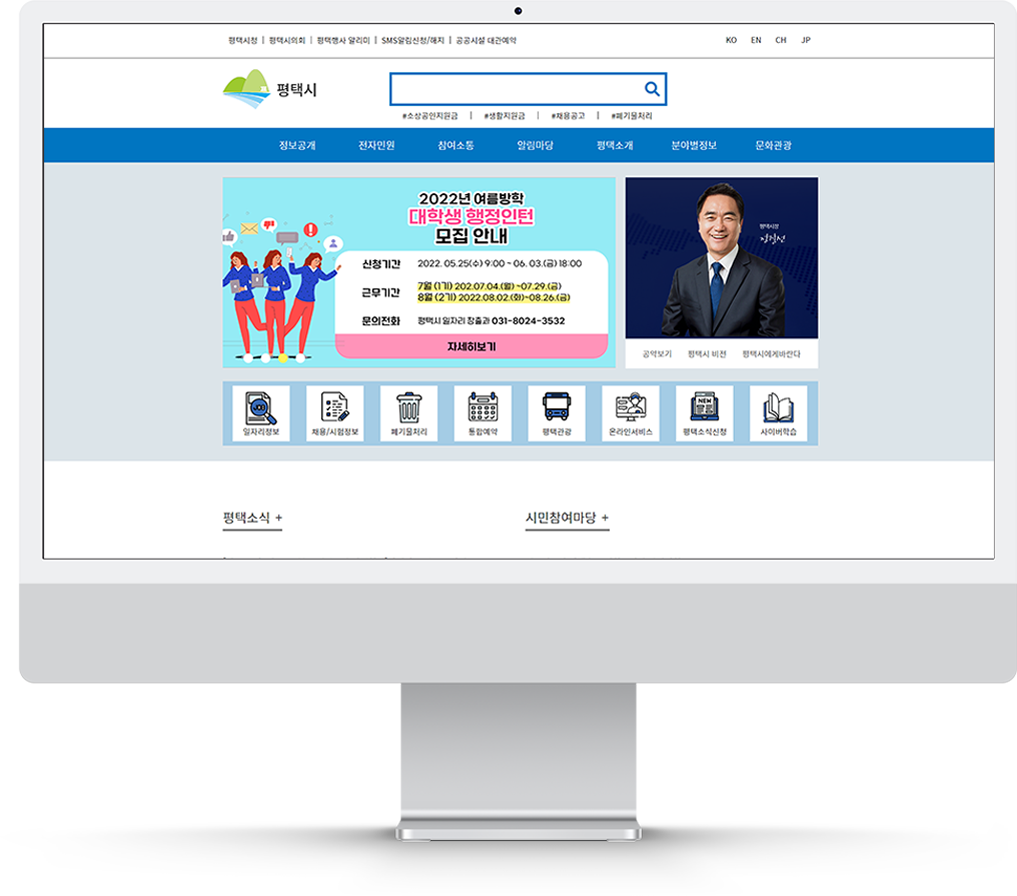 평택시청 | 평택시의회 | 평택행사 알리미 | SMS알림신청/해지 | 공공시설 대관예약
KO EN CH JP
평택시
#소상공인지원금 | #생활지원금 | #채용공고 | #폐기물처리
정보공개 전자민원 참여소통 알림마당 평택소개 분야별정보 문화관광
2022년 여름방학
대학생 행정인턴
모집 안내
신청기간 2022. 05.25(수) 9:00 ~ 06. 03.(금) 18:00
근무기간 7월 (1기) 202.07.04.(월) ~07.29.(금)
8월 (2기) 2022.08.02.(화)~08.26.(금)
문의전화 평택시 일자리 창출과 031-8024-3532
자세히보기
평택시장
정장선
공약보기 평택시 비전 평택시에게바란다
일자리정보 채용/시험정보 폐기물처리 통합예약 평택관광 온라인서비스 평택소식신청 사이버학습
NEW
평택소식 +
시민참여마당 +